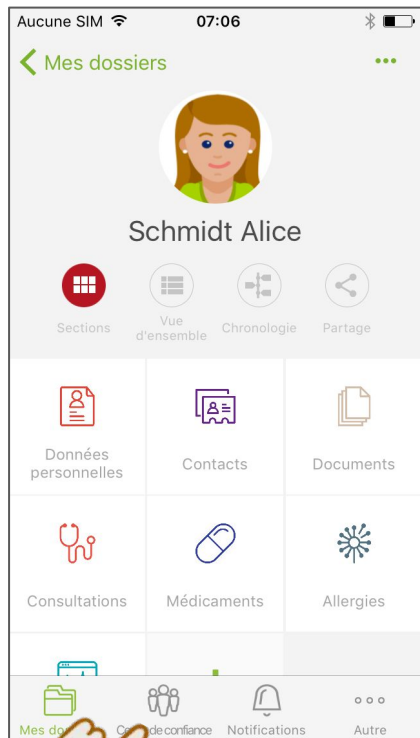 Aucune SIM 07:06
Mes dossiers
Schmidt Alice
Sections
Vue d'ensemble
Chronologie
Partage
Données
personnelles
Contacts
Documents
Consultations
Médicaments
Allergies
Mes
de confiance
Notifications
Autre